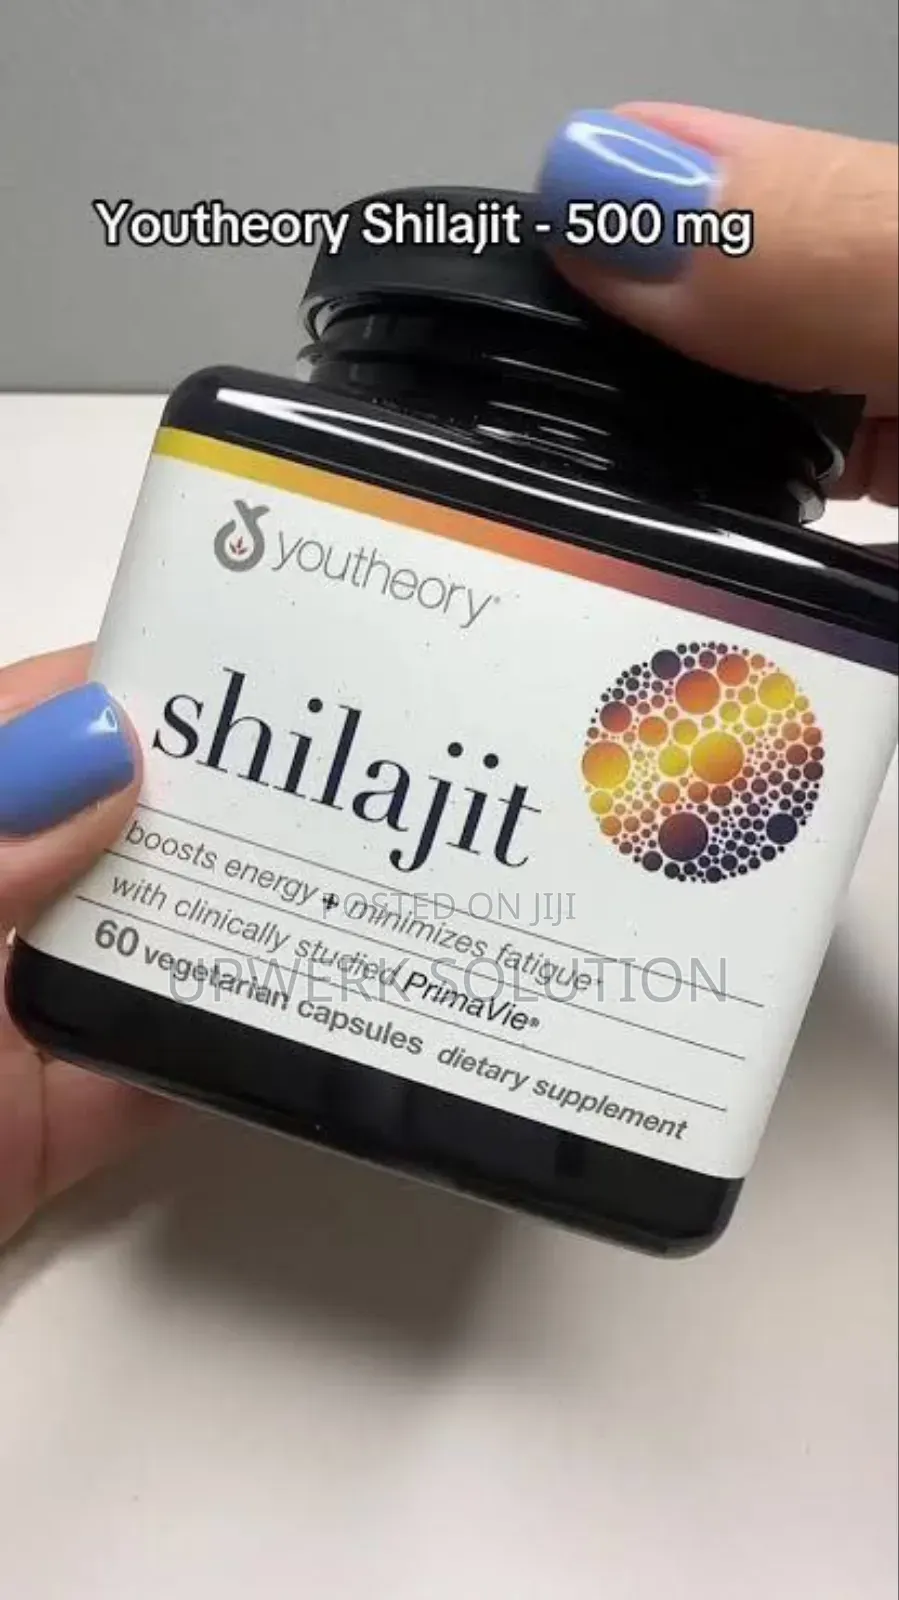 Youtheory Shilajit - 500 mg
youtheory®
shilajit
boosts energy + minimizes fatigue*
with clinically studied PrimaVie®
60 vegetarian capsules dietary supplement
POSTED ON JIJI
UPWERK SOLUTION